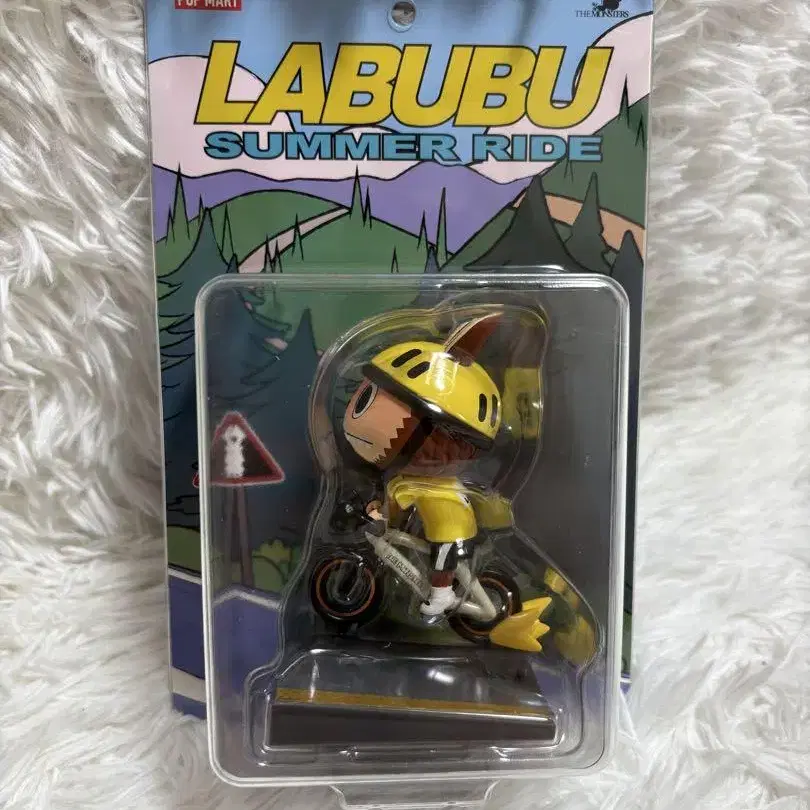 POP MART
THE MONSTERS
LABUBU
SUMMER RIDE